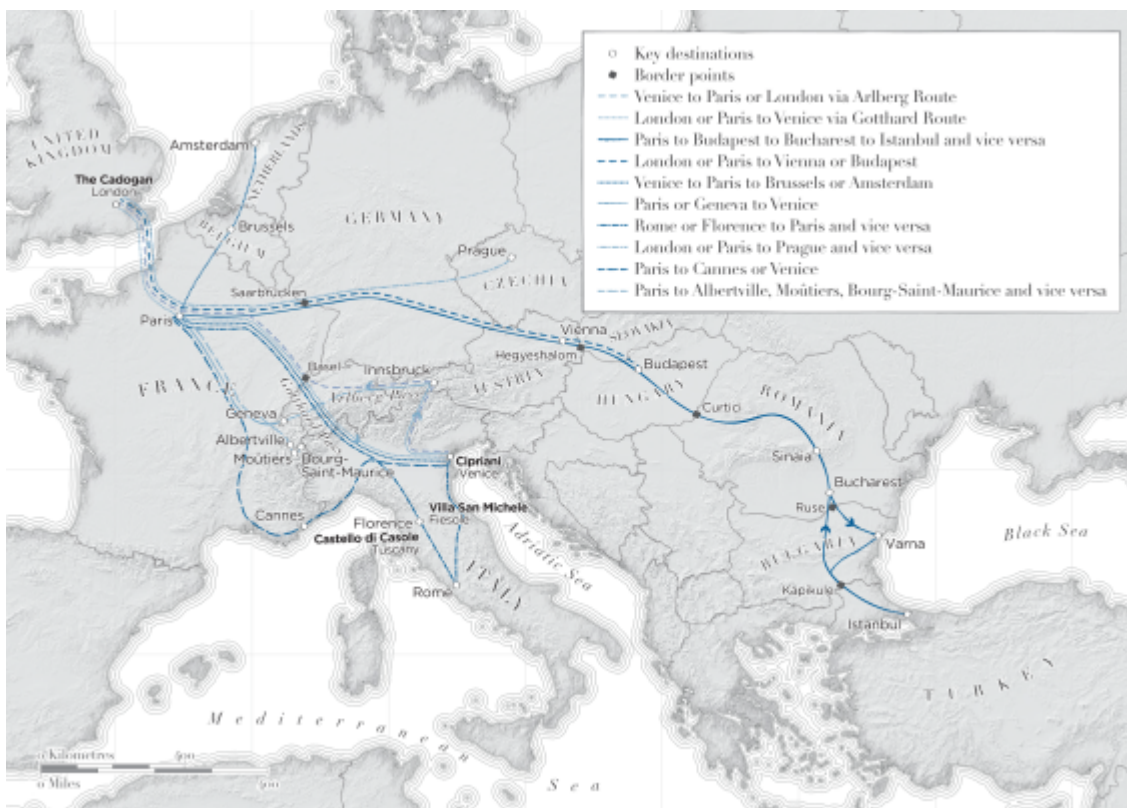 Key destinations
Border points
Venice to Paris or London via Arlberg Route
London or Paris to Venice via Gotthard Route
Paris to Budapest to Bucharest to Istanbul and vice versa
London or Paris to Vienna or Budapest
Venice to Paris to Brussels or Amsterdam
Paris or Geneva to Venice
Rome or Florence to Paris and vice versa
London or Paris to Prague and vice versa
Paris to Cannes or Venice
Paris to Albertville, Moûtiers, Bourg-Saint-Maurice and vice versa
UNITED
KINGDOM
Amsterdam
NETHERLANDS
The Cadogan
London
Brussels
BELGIUM
GERMANY
Prague
CZECHIA
Saarbrücken
Paris
Vienna
SLOVAKIA
Hegyeshalom
Budapest
FRANCE
Basel
Innsbruck
Arlberg Pass
AUSTRIA
HUNGARY
ROMANIA
Curtici
Geneva
Albertville
Moûtiers
Bourg-
Saint-Maurice
Cipriani
Venice
Sinaia
Bucharest
Ruse
Villa San Michele
Fiesole
Cannes
Florence
Castello di Casole
Tuscany
Adriatic Sea
ITALY
Rome
BULGARIA
Varna
Black Sea
Kapikule
Istanbul
TURKEY
Mediterranean
Sea
0 Kilometres 400
0 Miles 400